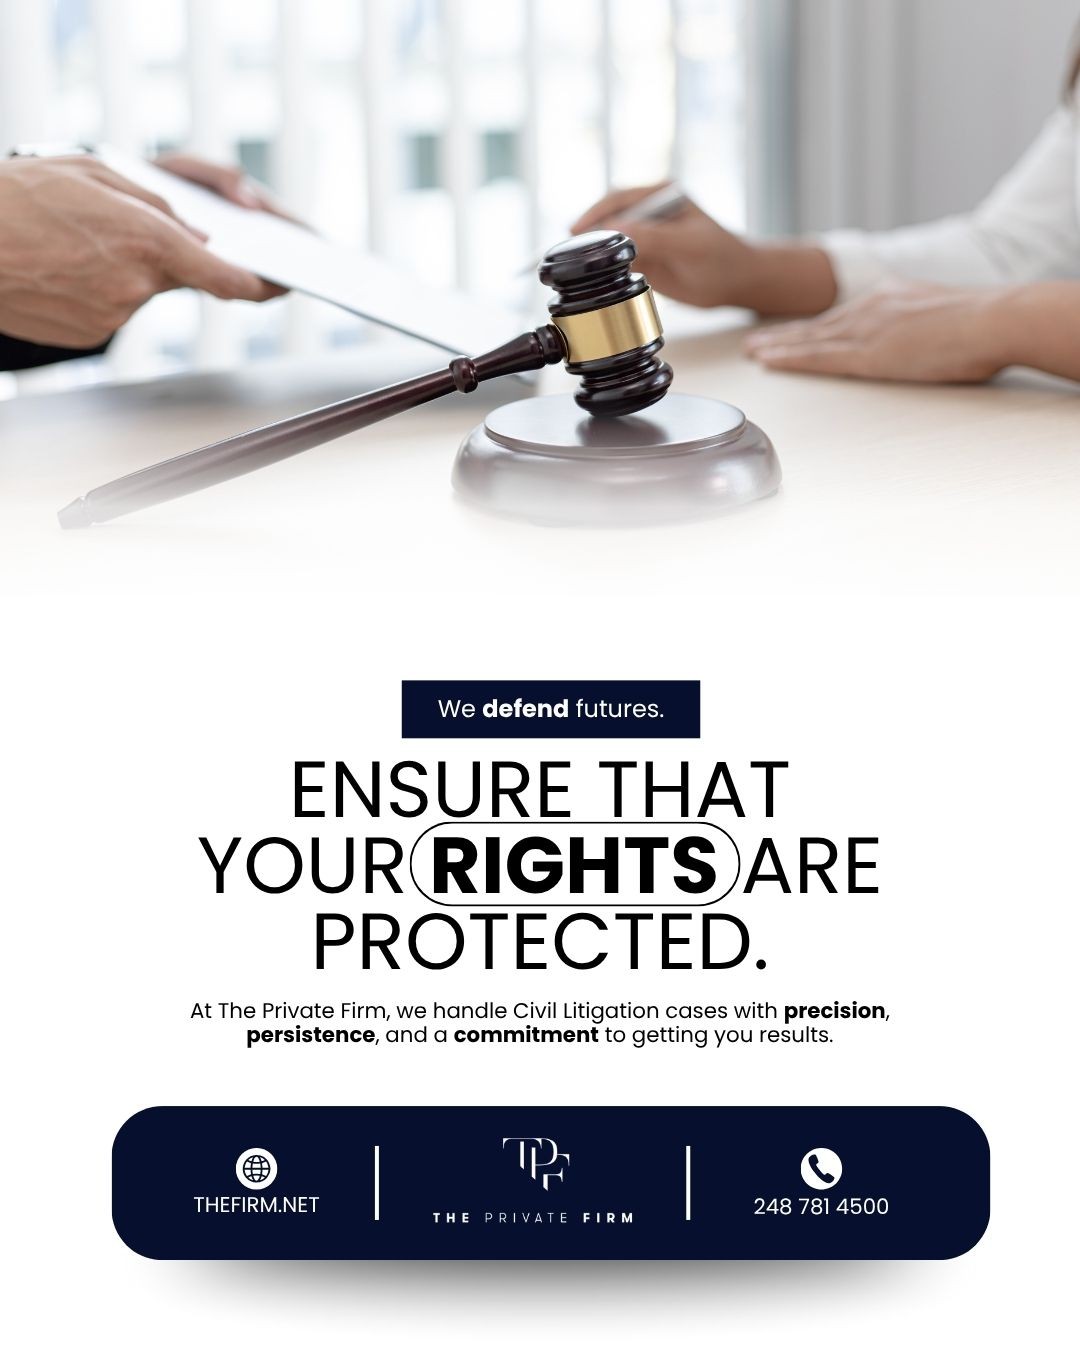 We defend futures.
ENSURE THAT
YOUR RIGHTS ARE
PROTECTED.
At The Private Firm, we handle Civil Litigation cases with precision,
persistence, and a commitment to getting you results.
THEFIRM.NET
TPF
THE PRIVATE FIRM
248 781 4500